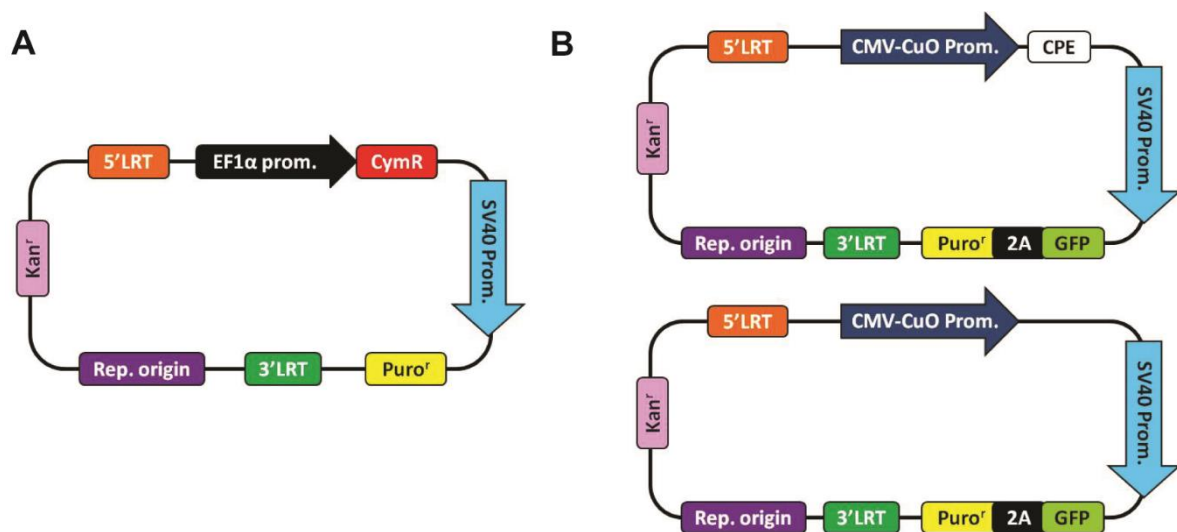 A
5'LRT
EF1α prom.
CymR
SV40 Prom.
Kanʳ
Rep. origin
3'LRT
Puroʳ
B
5'LRT
CMV-CuO Prom.
CPE
SV40 Prom.
Kanʳ
Rep. origin
3'LRT
Puroʳ
2A
GFP
5'LRT
CMV-CuO Prom.
SV40 Prom.
Kanʳ
Rep. origin
3'LRT
Puroʳ
2A
GFP